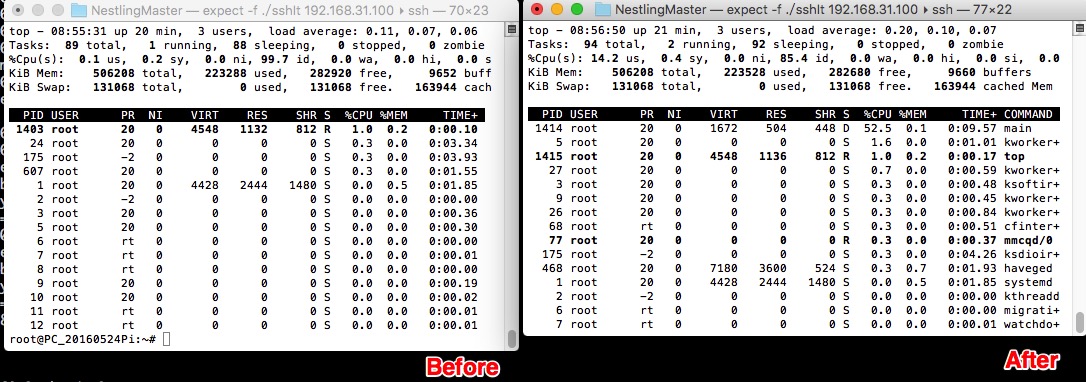 NestlingMaster — expect -f ./sshlt 192.168.31.100 ▸ ssh — 70×23
top - 08:55:31 up 20 min,  3 users,  load average: 0.11, 0.07, 0.06
Tasks:  89 total,   1 running,  88 sleeping,   0 stopped,   0 zombie
%Cpu(s):  0.1 us,  0.2 sy,  0.0 ni, 99.7 id,  0.0 wa,  0.0 hi,  0.0 s
KiB Mem:    506208 total,   223288 used,   282920 free,     9652 buff
KiB Swap:   131068 total,        0 used,   131068 free.   163944 cach
PID USER      PR  NI    VIRT    RES    SHR S  %CPU %MEM     TIME+
1403 root      20   0    4548   1132    812 R   1.0  0.2   0:00.10
24 root      20   0       0      0      0 S   0.3  0.0   0:03.34
175 root      -2   0       0      0      0 S   0.3  0.0   0:03.93
607 root      20   0       0      0      0 S   0.3  0.0   0:01.55
1 root      20   0    4428   2444   1480 S   0.0  0.5   0:01.85
2 root      -2   0       0      0      0 S   0.0  0.0   0:00.00
3 root      20   0       0      0      0 S   0.0  0.0   0:00.36
5 root      20   0       0      0      0 S   0.0  0.0   0:00.30
6 root      rt   0       0      0      0 S   0.0  0.0   0:00.00
7 root      rt   0       0      0      0 S   0.0  0.0   0:00.01
8 root      rt   0       0      0      0 S   0.0  0.0   0:00.00
9 root      20   0       0      0      0 S   0.0  0.0   0:00.19
10 root      20   0       0      0      0 S   0.0  0.0   0:00.02
11 root      rt   0       0      0      0 S   0.0  0.0   0:00.01
12 root      rt   0       0      0      0 S   0.0  0.0   0:00.01
root@PC_20160524Pi:~#
Before
NestlingMaster — expect -f ./sshlt 192.168.31.100 ▸ ssh — 77×22
top - 08:56:50 up 21 min,  3 users,  load average: 0.20, 0.10, 0.07
Tasks:  94 total,   2 running,  92 sleeping,   0 stopped,   0 zombie
%Cpu(s): 14.2 us,  0.4 sy,  0.0 ni, 85.4 id,  0.0 wa,  0.0 hi,  0.0 si,  0.0
KiB Mem:    506208 total,   223528 used,   282680 free,     9660 buffers
KiB Swap:   131068 total,        0 used,   131068 free.   163944 cached Mem
PID USER      PR  NI    VIRT    RES    SHR S  %CPU %MEM     TIME+ COMMAND
1414 root      20   0    1672    504    448 D  52.5  0.1   0:09.57 main
5 root      20   0       0      0      0 S   1.6  0.0   0:01.01 kworker+
1415 root      20   0    4548   1136    812 R   1.0  0.2   0:00.17 top
27 root      20   0       0      0      0 S   0.7  0.0   0:00.59 kworker+
3 root      20   0       0      0      0 S   0.3  0.0   0:00.48 ksoftir+
9 root      20   0       0      0      0 S   0.3  0.0   0:00.45 kworker+
26 root      20   0       0      0      0 S   0.3  0.0   0:00.84 kworker+
68 root      rt   0       0      0      0 S   0.3  0.0   0:00.51 cfinter+
77 root      20   0       0      0      0 R   0.3  0.0   0:00.37 mmcqd/0
175 root      -2   0       0      0      0 S   0.3  0.0   0:04.26 ksdioir+
468 root      20   0    7180   3600    524 S   0.3  0.7   0:01.93 haveged
1 root      20   0    4428   2444   1480 S   0.0  0.5   0:01.85 systemd
2 root      -2   0       0      0      0 S   0.0  0.0   0:00.00 kthreadd
6 root      rt   0       0      0      0 S   0.0  0.0   0:00.01 migrati+
7 root      rt   0       0      0      0 S   0.0  0.0   0:00.01 watchdo+
After